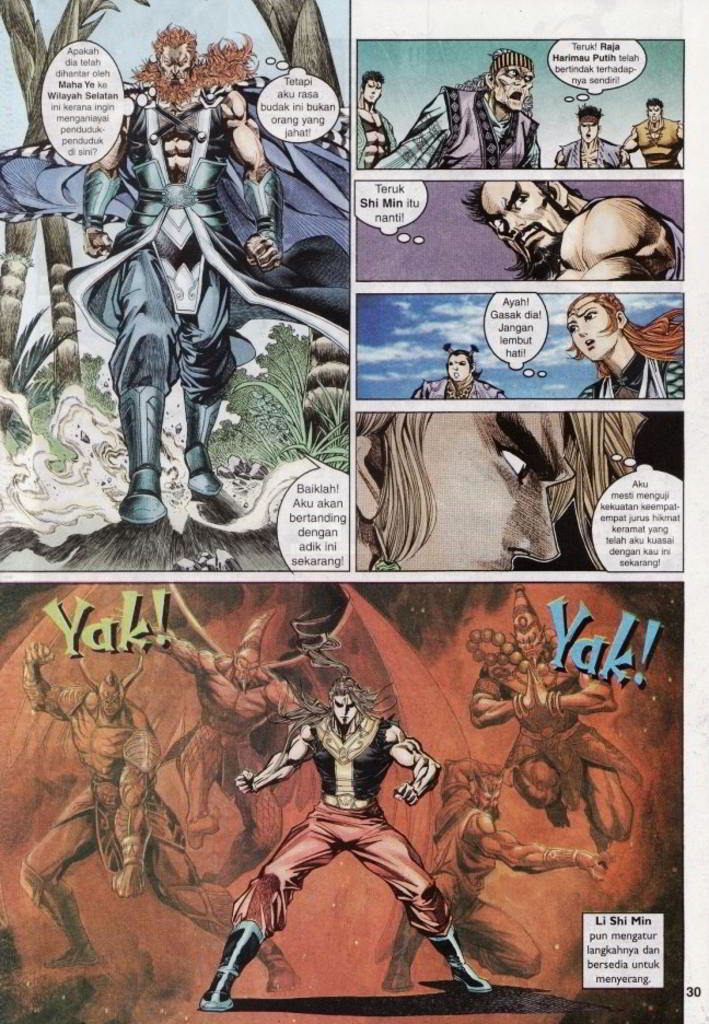 Apakah
dia telah
dihantar oleh
Maha Ye ke
Wilayah Selatan
ini kerana ingin
menganiayai
penduduk-
penduduk
di sini?
Tetapi
aku rasa
budak ini bukan
orang yang
jahat!
Baiklah!
Aku akan
bertanding
dengan
adik ini
sekarang!
Teruk! Raja
Harimau Putih telah
bertindak terhadap-
nya sendiri!
Teruk
Shi Min itu
nanti!
Ayah!
Gasak dia!
Jangan
lembut
hati!
Aku
mesti menguji
kekuatan keempat-
empat jurus hikmat
keramat yang
telah aku kuasai
dengan kau ini
sekarang!
Yak!
Yak!
Li Shi Min
pun mengatur
langkahnya dan
bersedia untuk
menyerang.
30